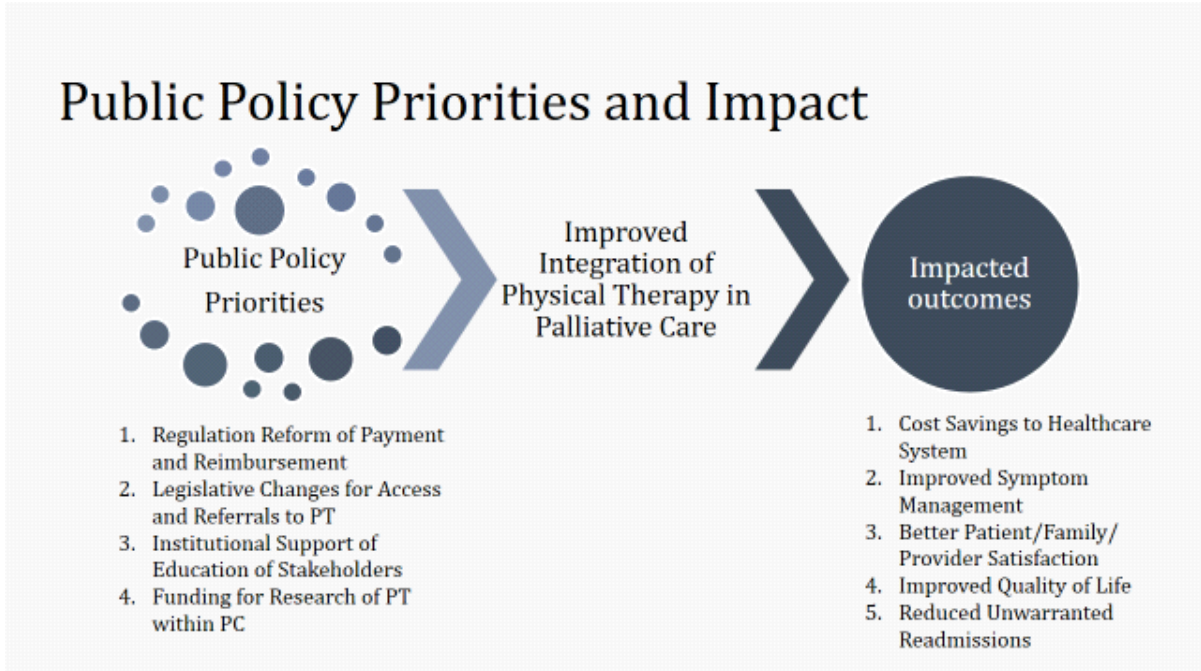 Public Policy Priorities and Impact
Public Policy
Priorities
Improved
Integration of
Physical Therapy in
Palliative Care
Impacted
outcomes
1. Regulation Reform of Payment
and Reimbursement
2. Legislative Changes for Access
and Referrals to PT
3. Institutional Support of
Education of Stakeholders
4. Funding for Research of PT
within PC
1. Cost Savings to Healthcare
System
2. Improved Symptom
Management
3. Better Patient/Family/
Provider Satisfaction
4. Improved Quality of Life
5. Reduced Unwarranted
Readmissions